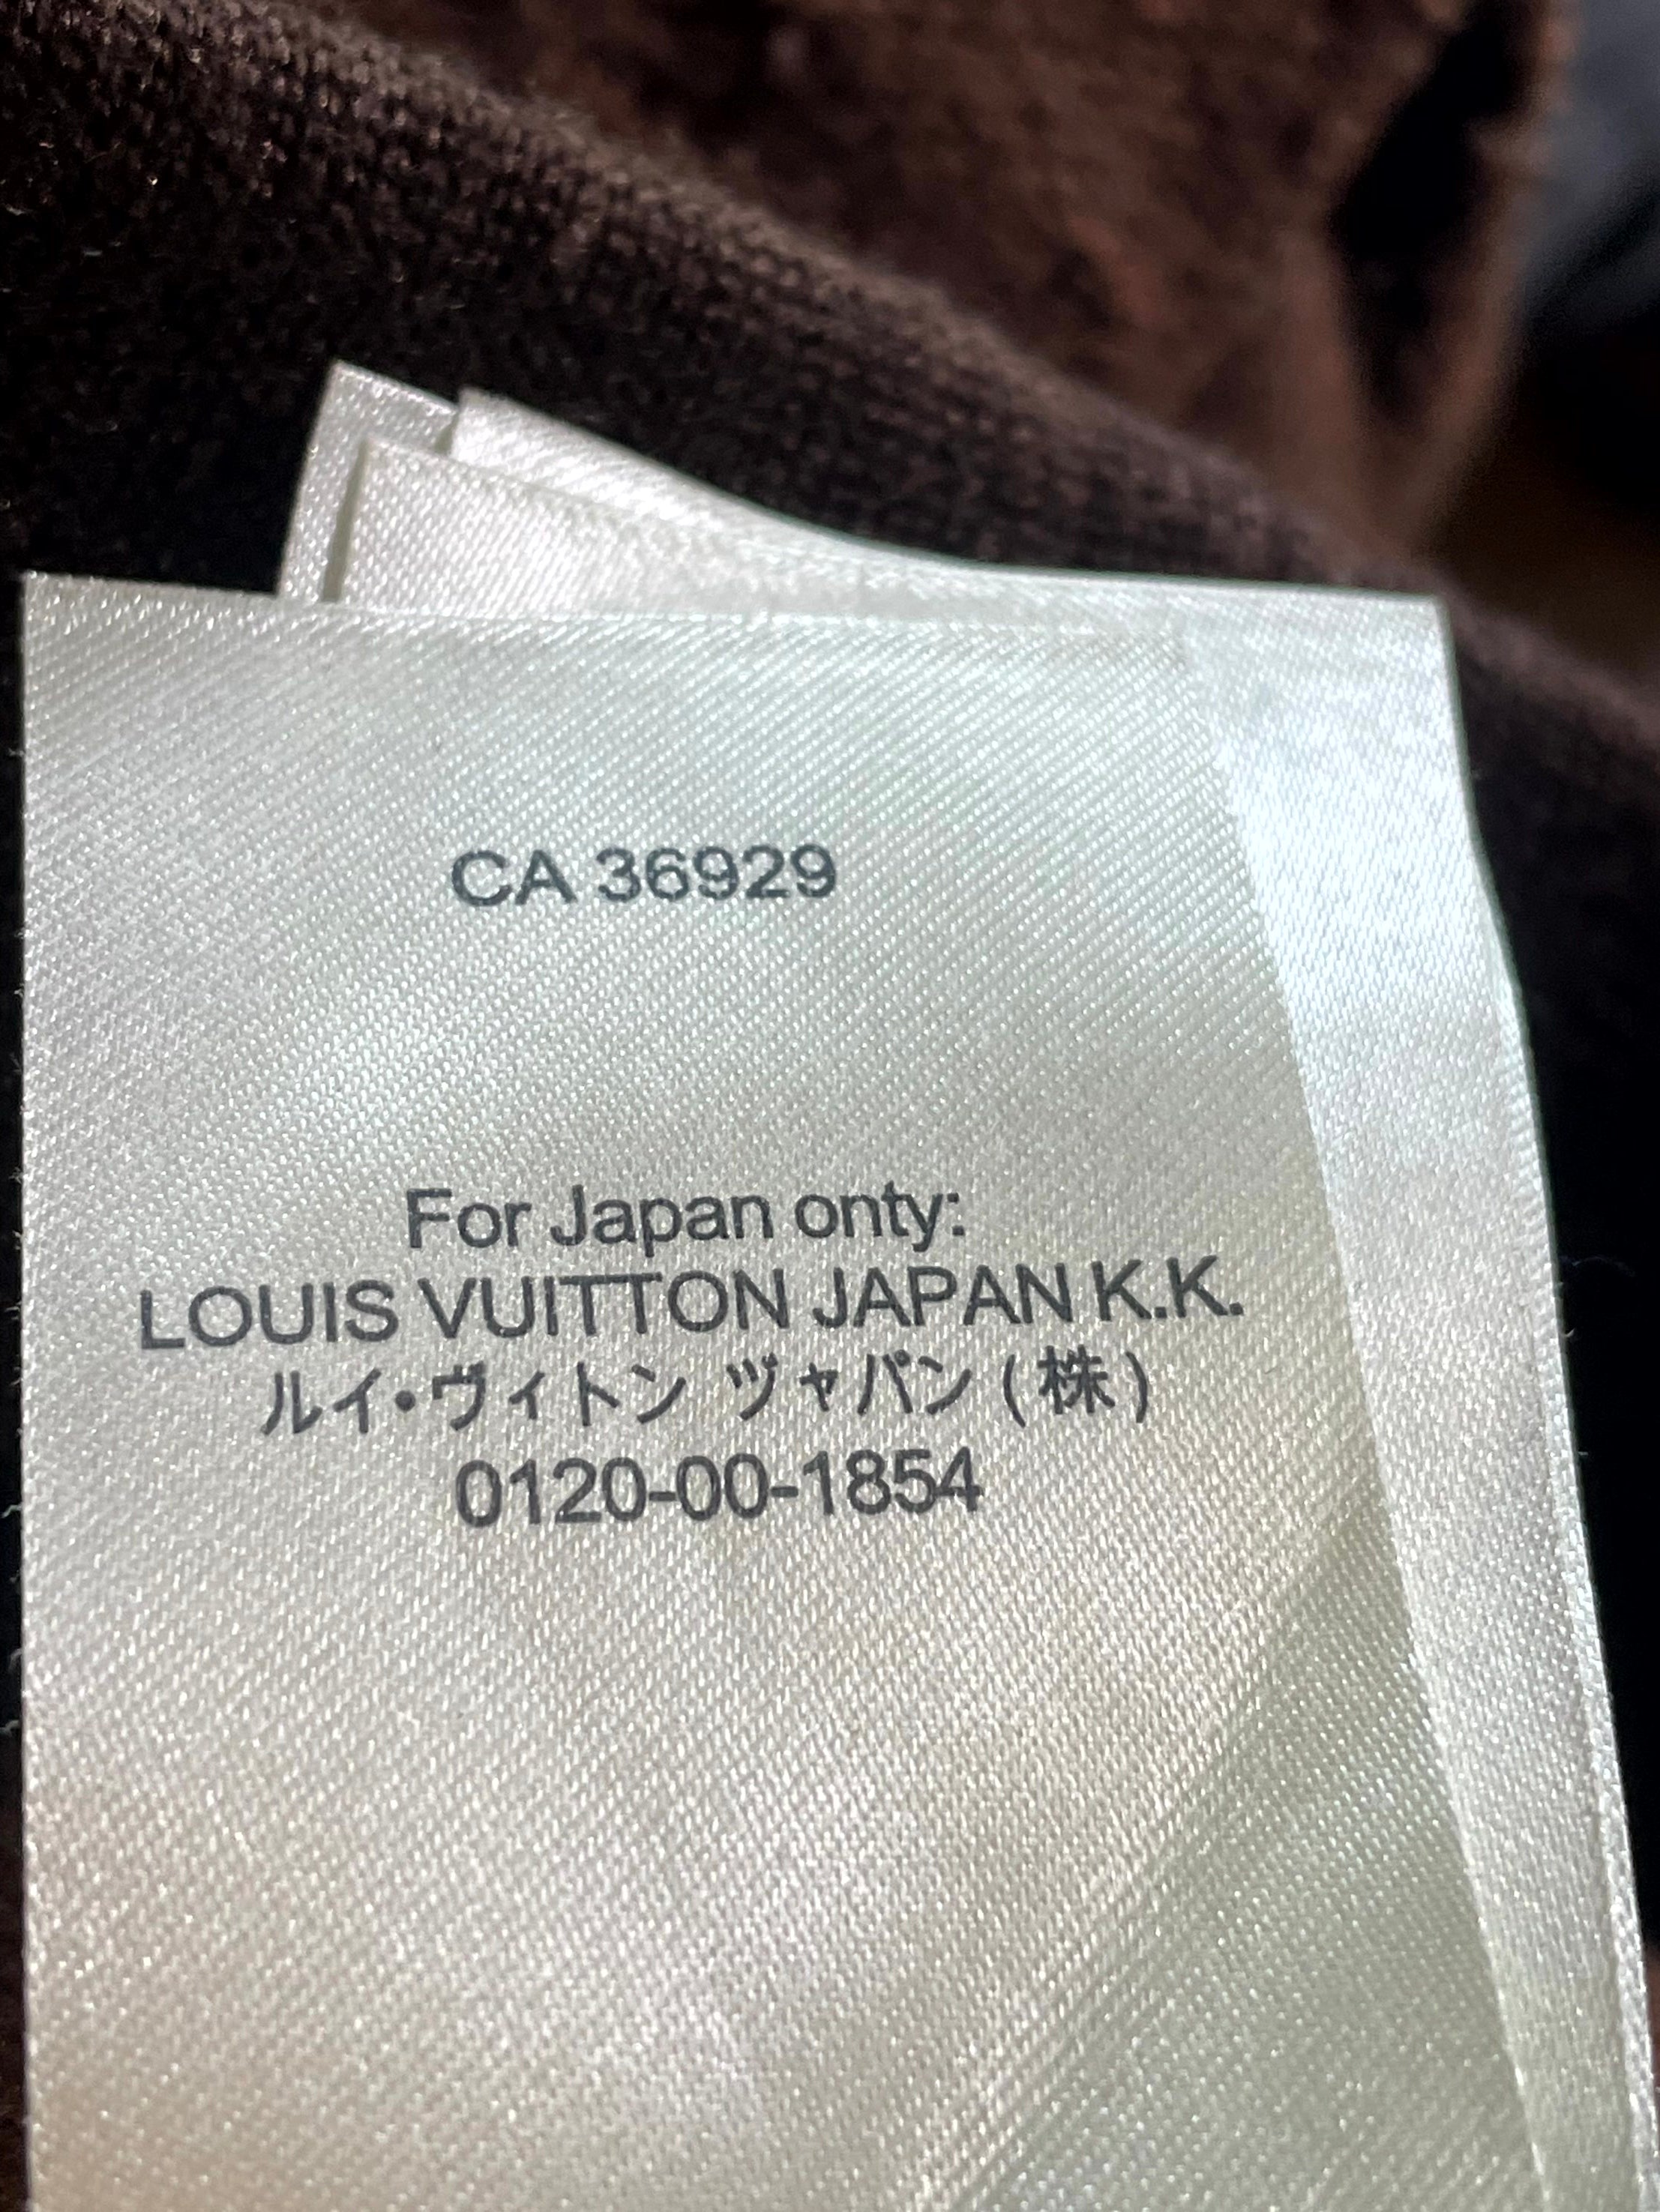 CA 36929
For Japan onty:
LOUIS VUITTON JAPAN K.K.
ルイ・ヴィトン ヅャパン (株)
0120-00-1854